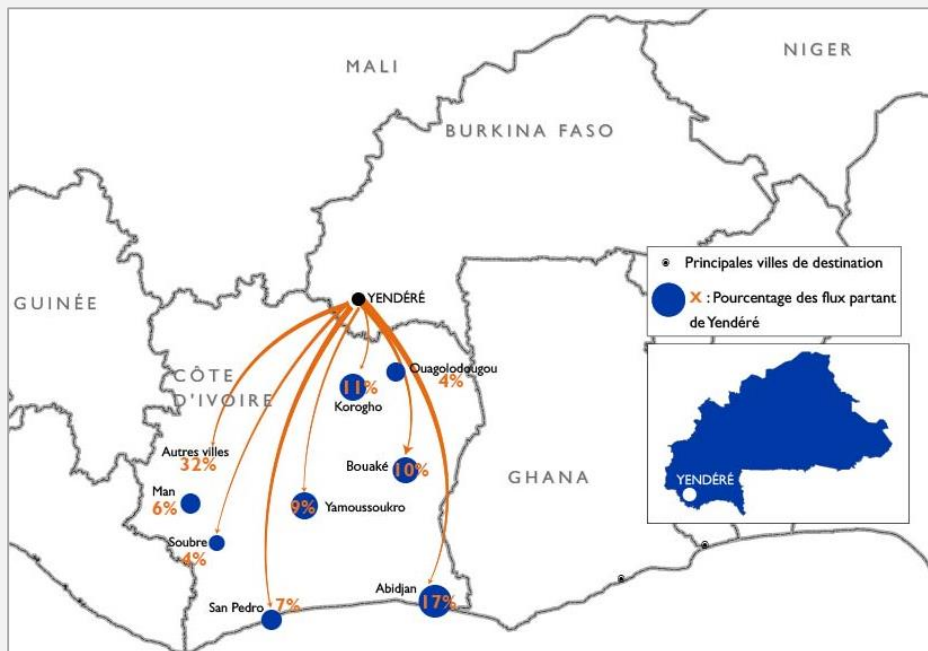 NIGER
MALI
BURKINA FASO
Principales villes de destination
X : Pourcentage des flux partant
de Yendéré
YENDÉRÉ
GUINÉE
CÔTE
D'IVOIRE
Ouagolodougou
4%
11%
Korogho
Autres villes
32%
Bouaké
10%
GHANA
YENDÉRÉ
Man
6%
9%
Yamoussoukro
Soubre
4%
Abidjan
17%
San Pedro
7%